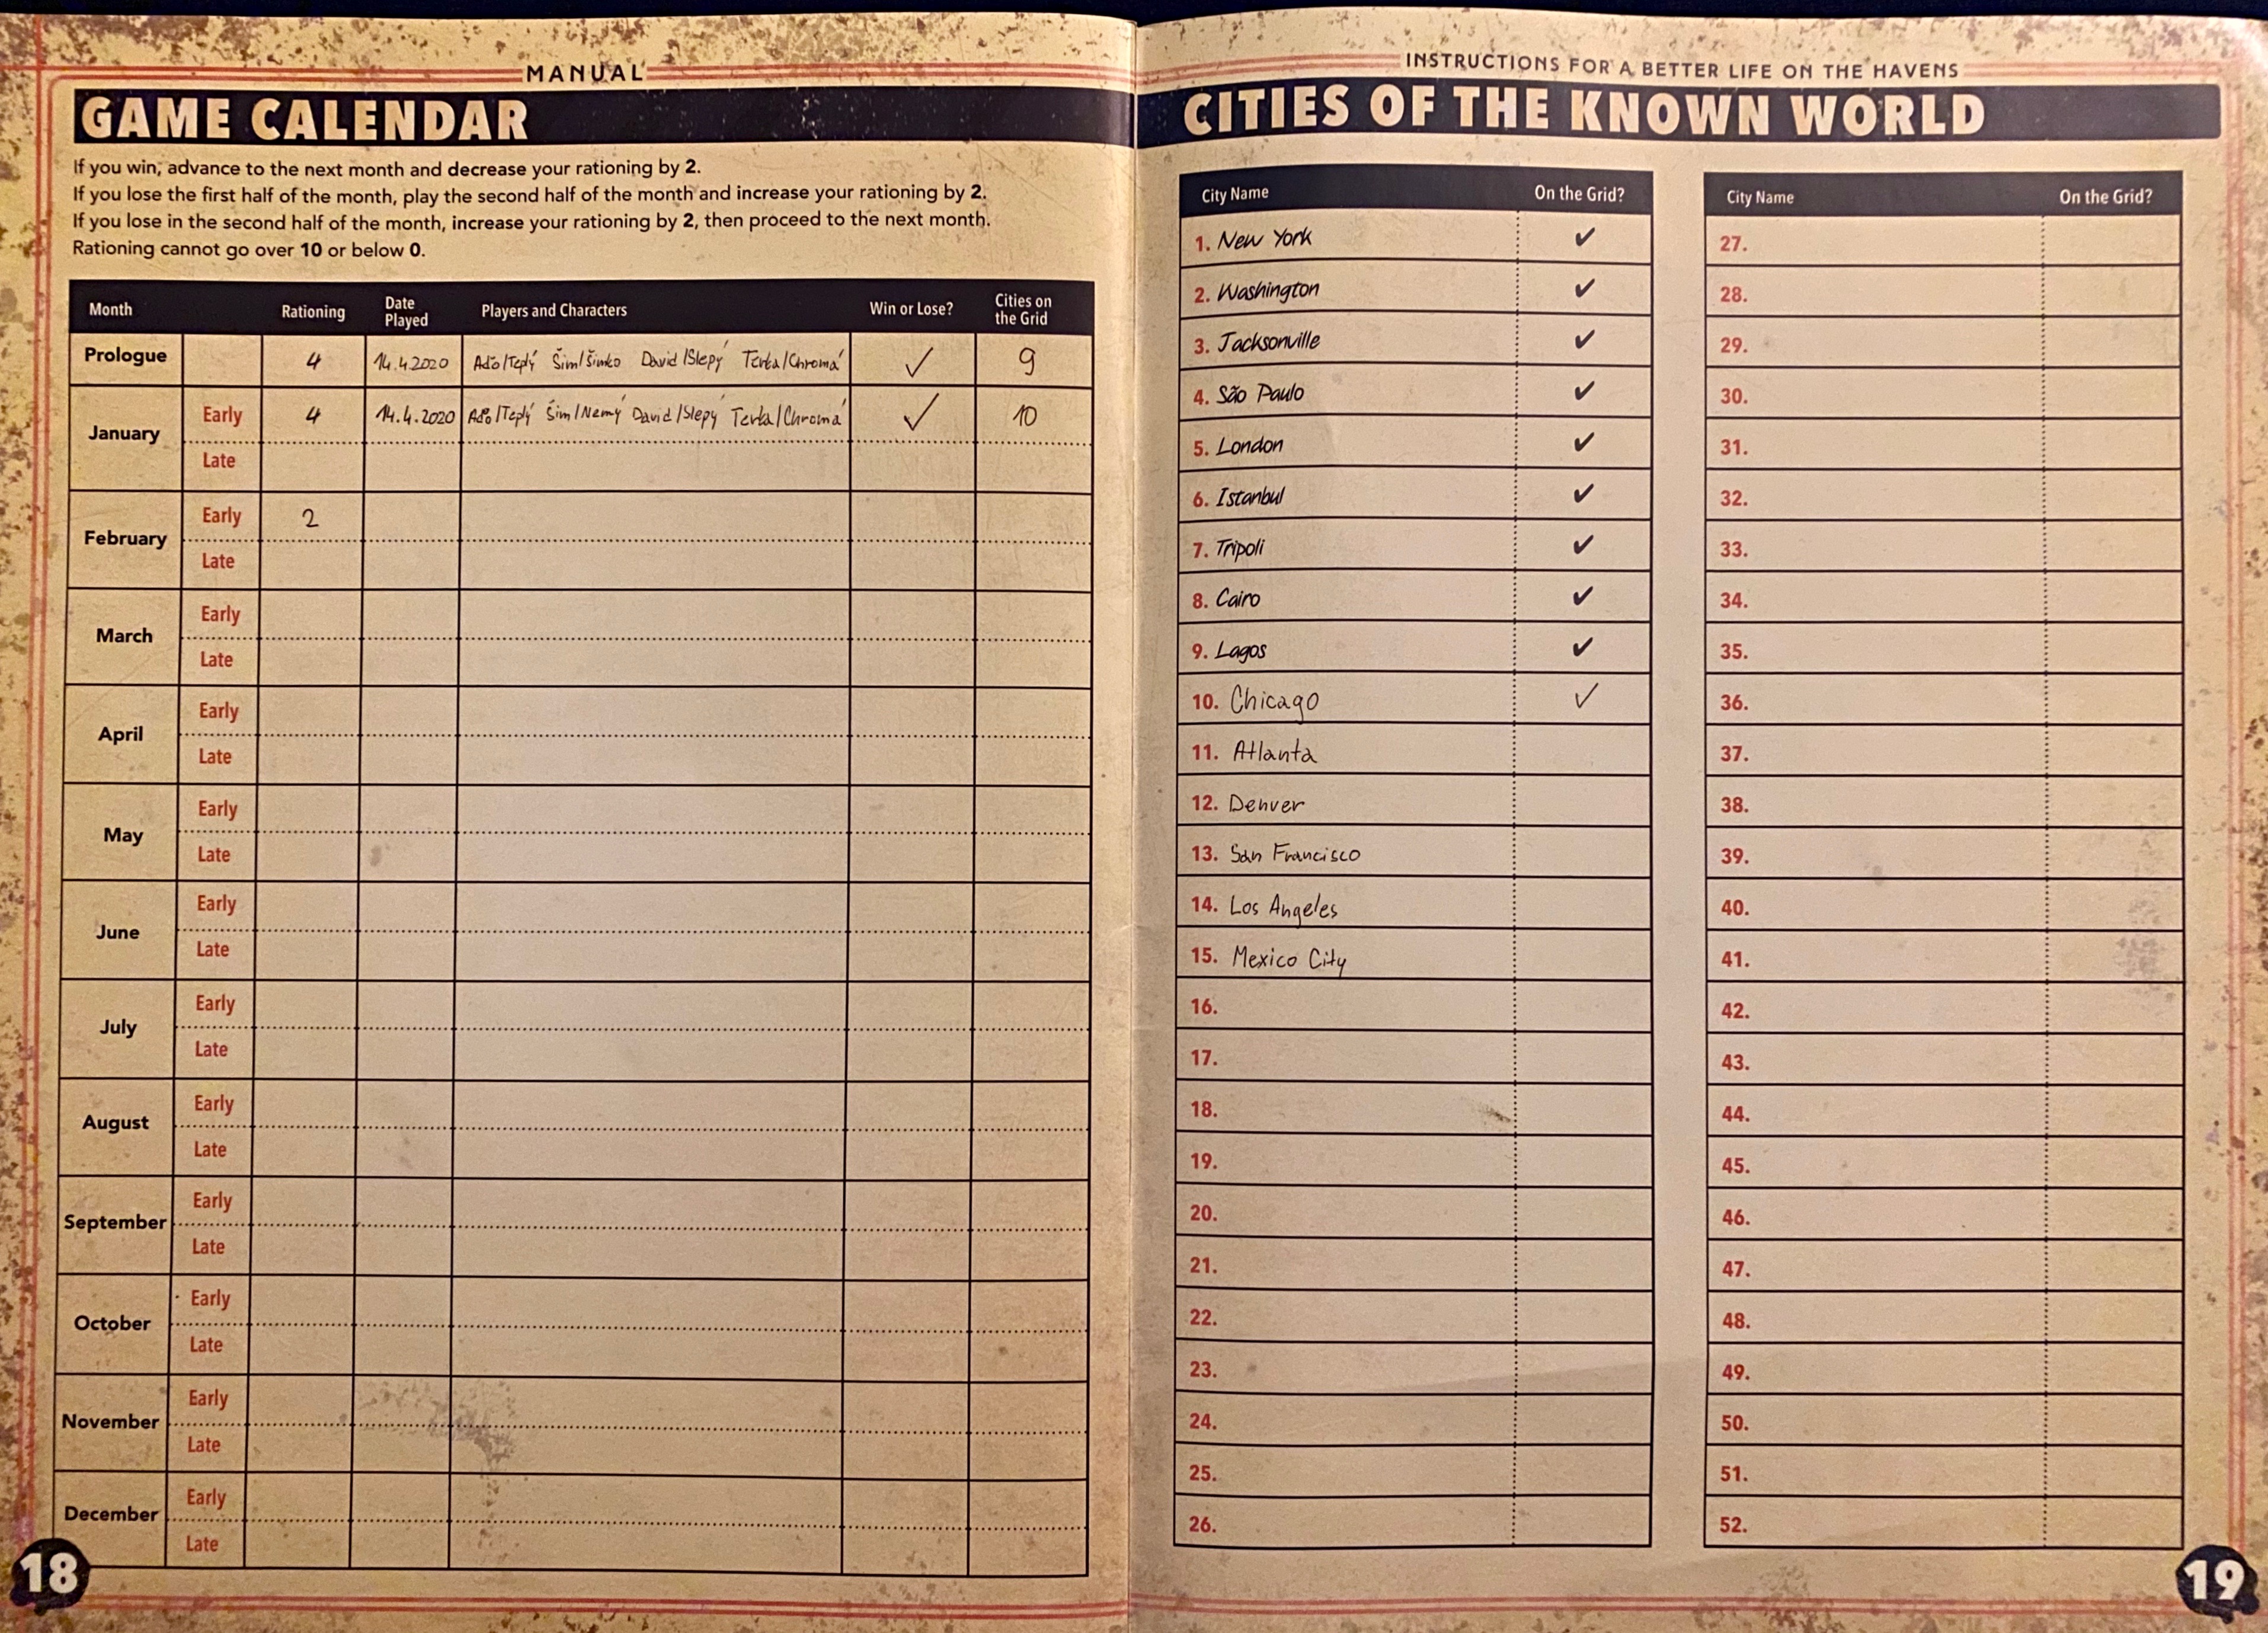 MANUAL
GAME CALENDAR
If you win, advance to the next month and decrease your rationing by 2.
If you lose the first half of the month, play the second half of the month and increase your rationing by 2.
If you lose in the second half of the month, increase your rationing by 2, then proceed to the next month.
Rationing cannot go over 10 or below 0.
Month Rationing Date Played Players and Characters Win or Lose? Cities on the Grid
Prologue 4 14.4.2020 Aďo/Teplý Šim/Šimko David/Slepý Terka/Chromá ✓ 9
January Early 4 14.4.2020 Aďo/Teplý Šim/Nemý David/Slepý Terka/Chromá ✓ 10
Late
February Early 2
Late
March Early
Late
April Early
Late
May Early
Late
June Early
Late
July Early
Late
August Early
Late
September Early
Late
October Early
Late
November Early
Late
December Early
Late
18
INSTRUCTIONS FOR A BETTER LIFE ON THE HAVENS
CITIES OF THE KNOWN WORLD
City Name On the Grid?
1. New York ✓
2. Washington ✓
3. Jacksonville ✓
4. São Paulo ✓
5. London ✓
6. Istanbul ✓
7. Tripoli ✓
8. Cairo ✓
9. Lagos ✓
10. Chicago ✓
11. Atlanta
12. Denver
13. San Francisco
14. Los Angeles
15. Mexico City
16.
17.
18.
19.
20.
21.
22.
23.
24.
25.
26.
City Name On the Grid?
27.
28.
29.
30.
31.
32.
33.
34.
35.
36.
37.
38.
39.
40.
41.
42.
43.
44.
45.
46.
47.
48.
49.
50.
51.
52.
19